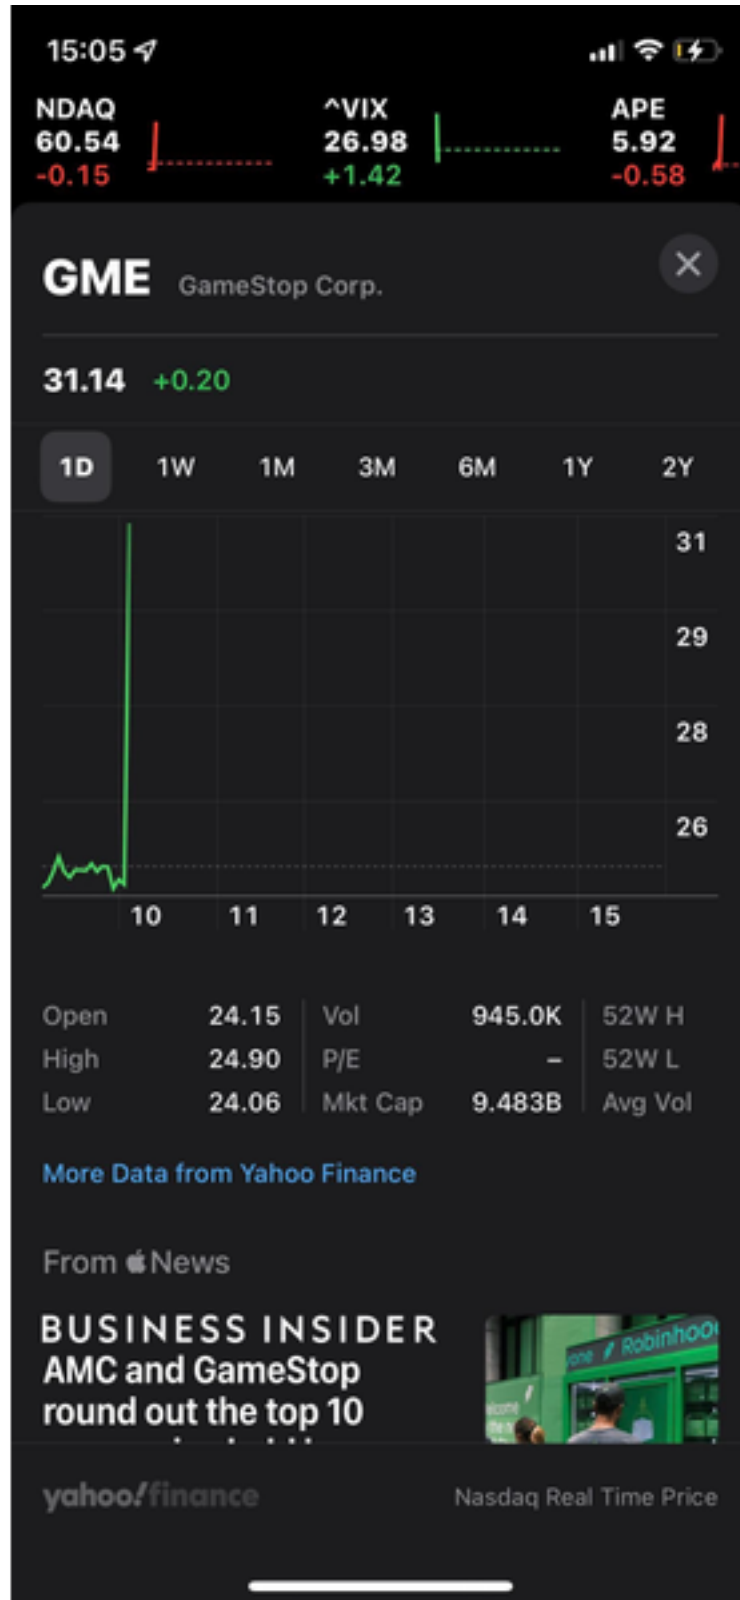 15:05
NDAQ ^VIX APE
60.54 26.98 5.92
-0.15 +1.42 -0.58
GME GameStop Corp.
31.14 +0.20
1D 1W 1M 3M 6M 1Y 2Y
31
29
28
26
10 11 12 13 14 15
Open 24.15 Vol 945.0K 52W H
High 24.90 P/E – 52W L
Low 24.06 Mkt Cap 9.483B Avg Vol
More Data from Yahoo Finance
From News
BUSINESS INSIDER
AMC and GameStop
round out the top 10
Robinhoo
yahoo!finance Nasdaq Real Time Price